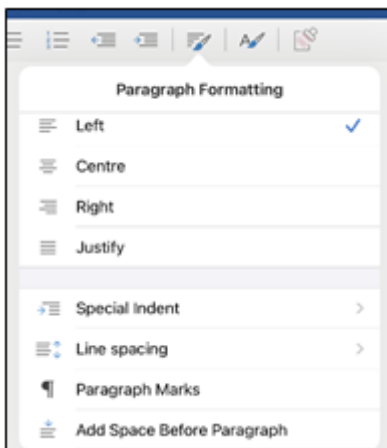 Paragraph Formatting
Left
Centre
Right
Justify
Special Indent
Line spacing
¶ Paragraph Marks
Add Space Before Paragraph